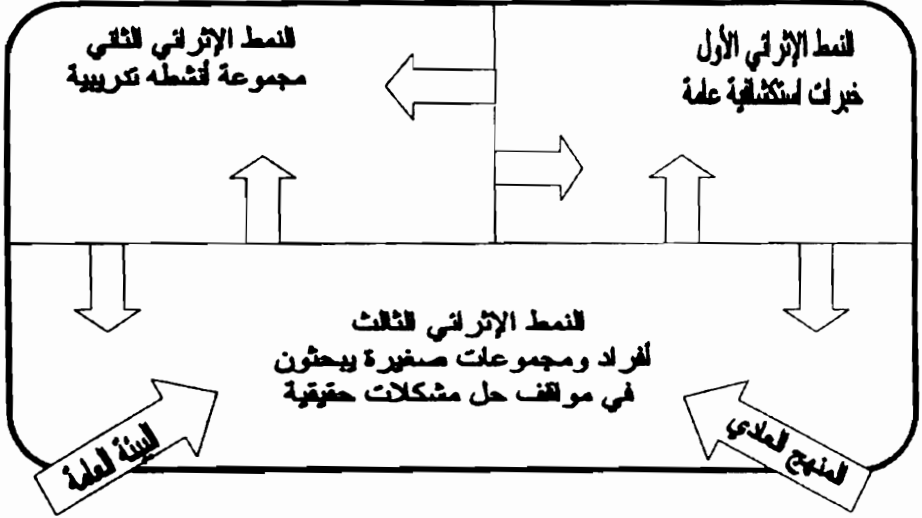 النمط الإثرائي الأول
خبرات استكشافية عامة
النمط الإثرائي الثاني
مجموعة أنشطه تدريبية
النمط الإثرائي الثالث
أفراد ومجموعات صغيرة يبحثون
في مواقف حل مشكلات حقيقية
المنهج العادي
البيئة العامة